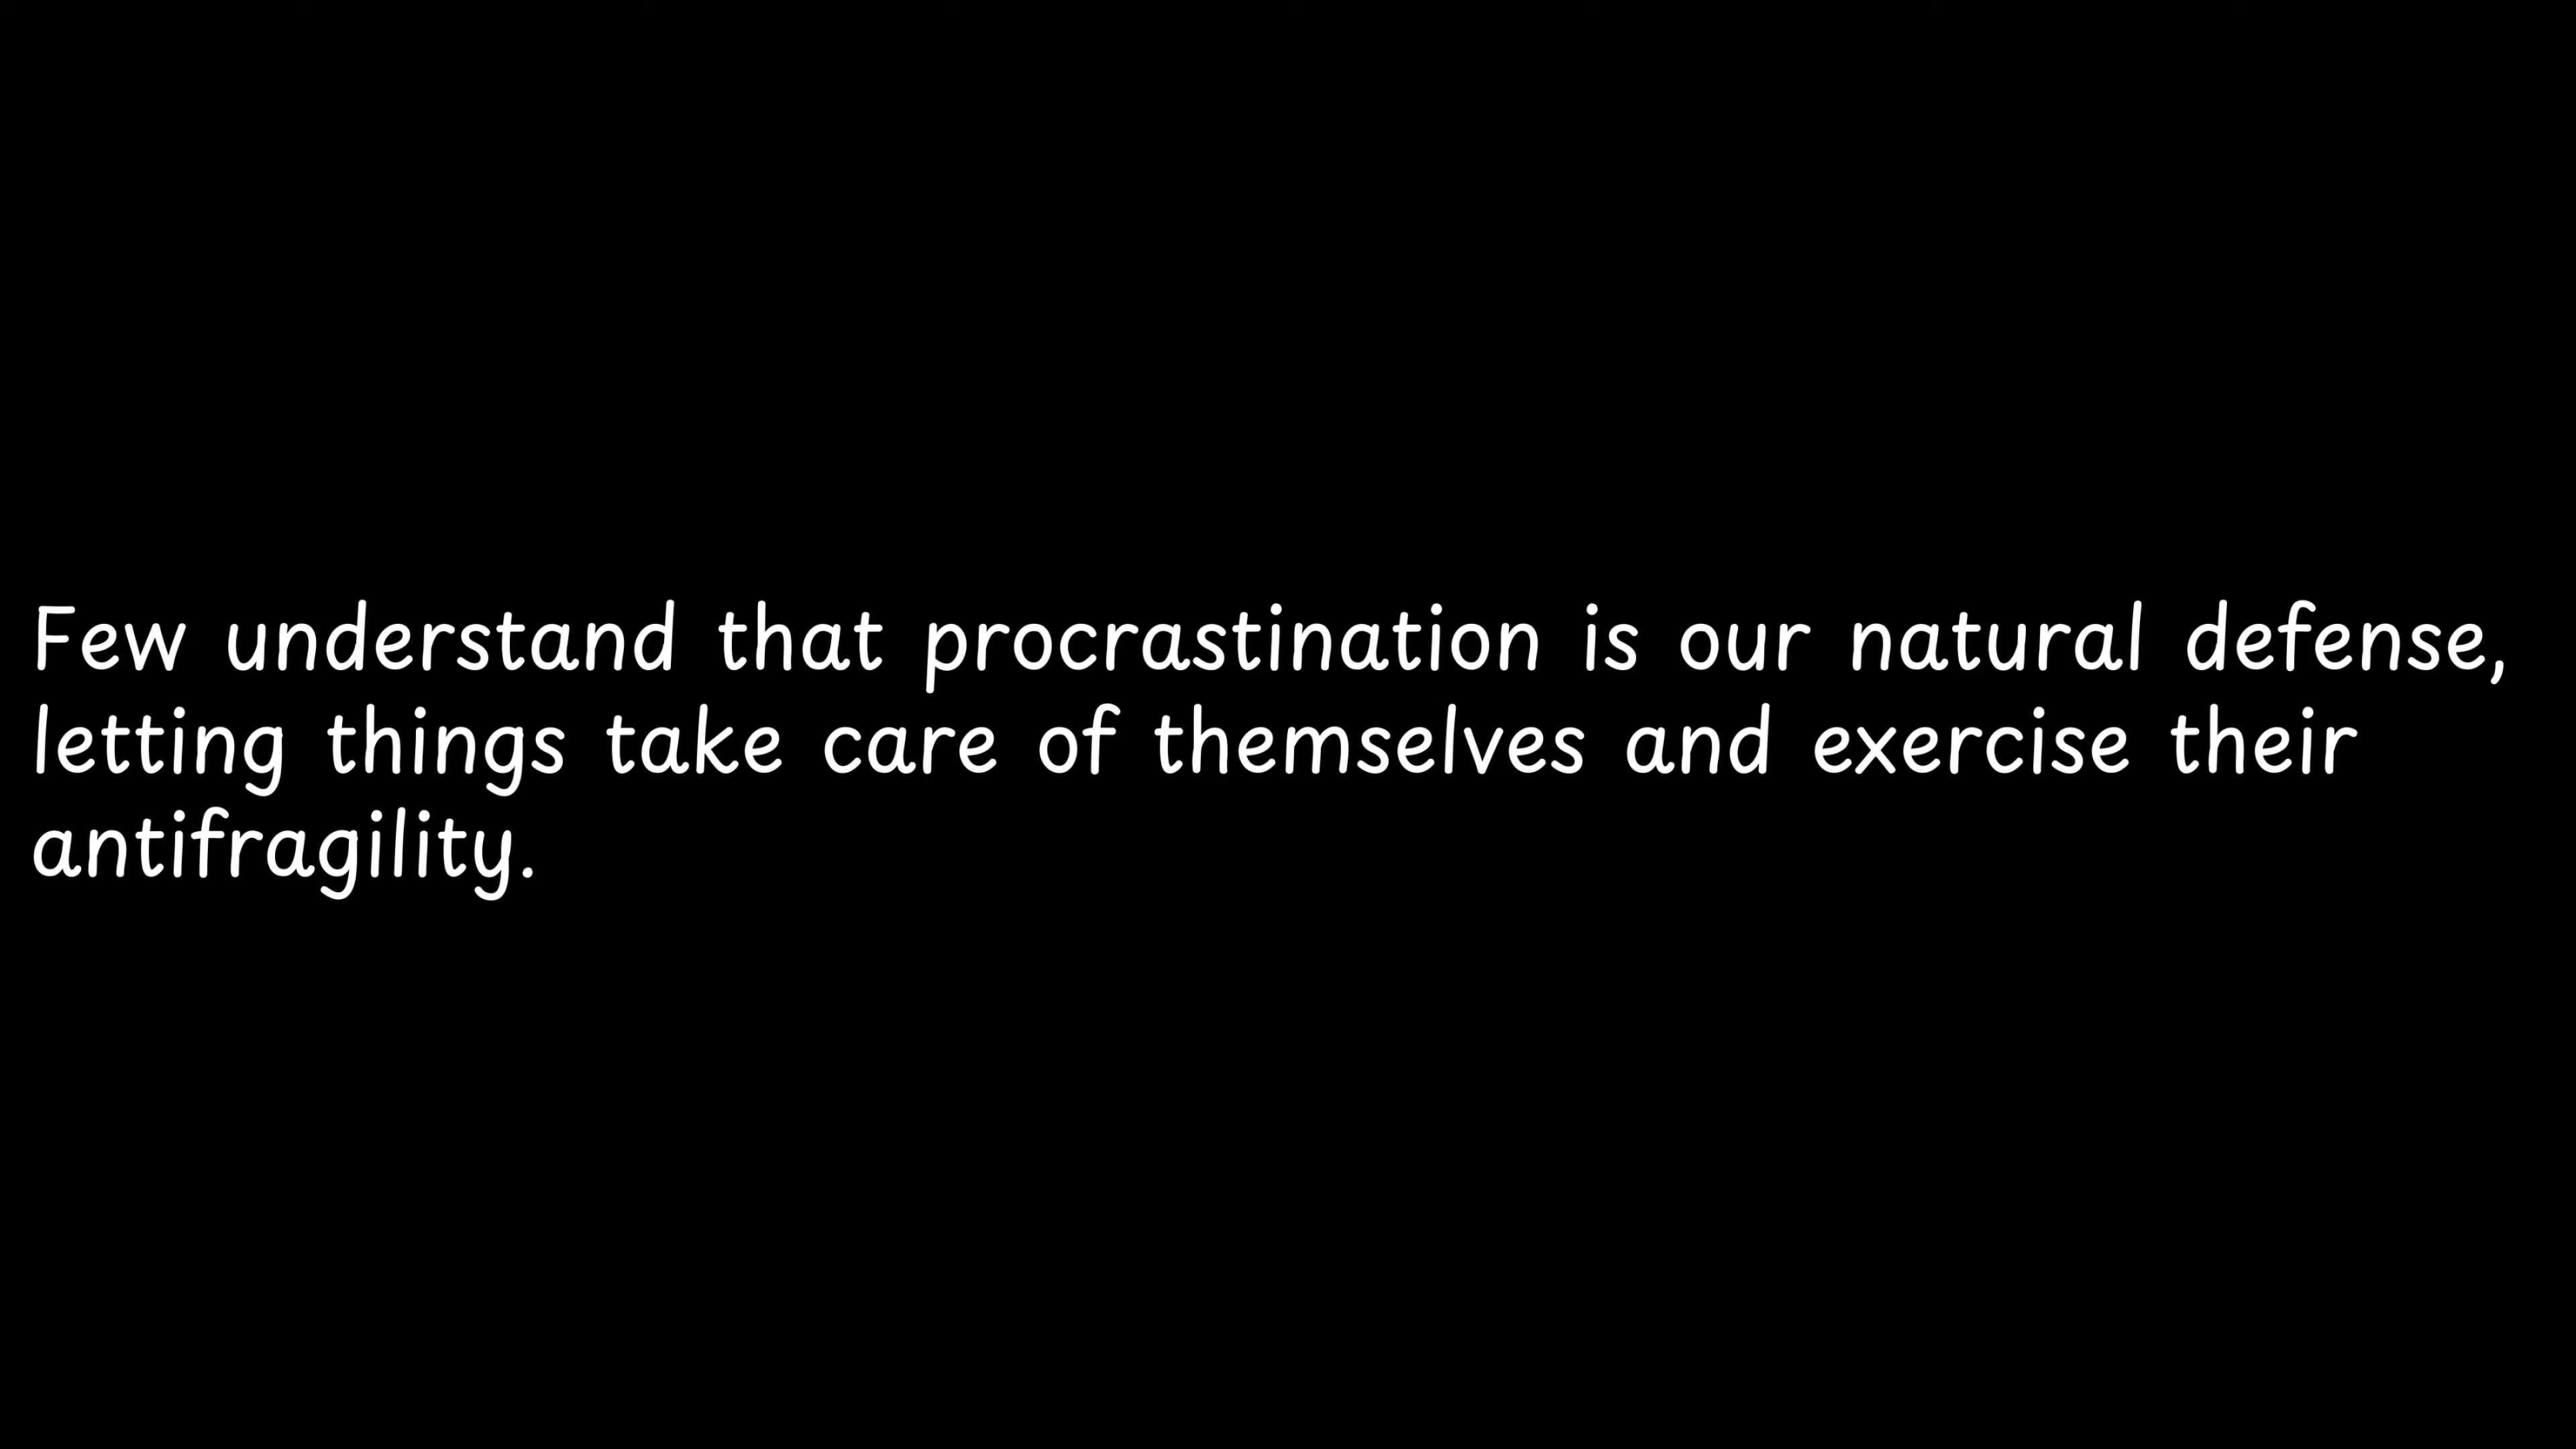 Few understand that procrastination is our natural defense,
letting things take care of themselves and exercise their
antifragility.